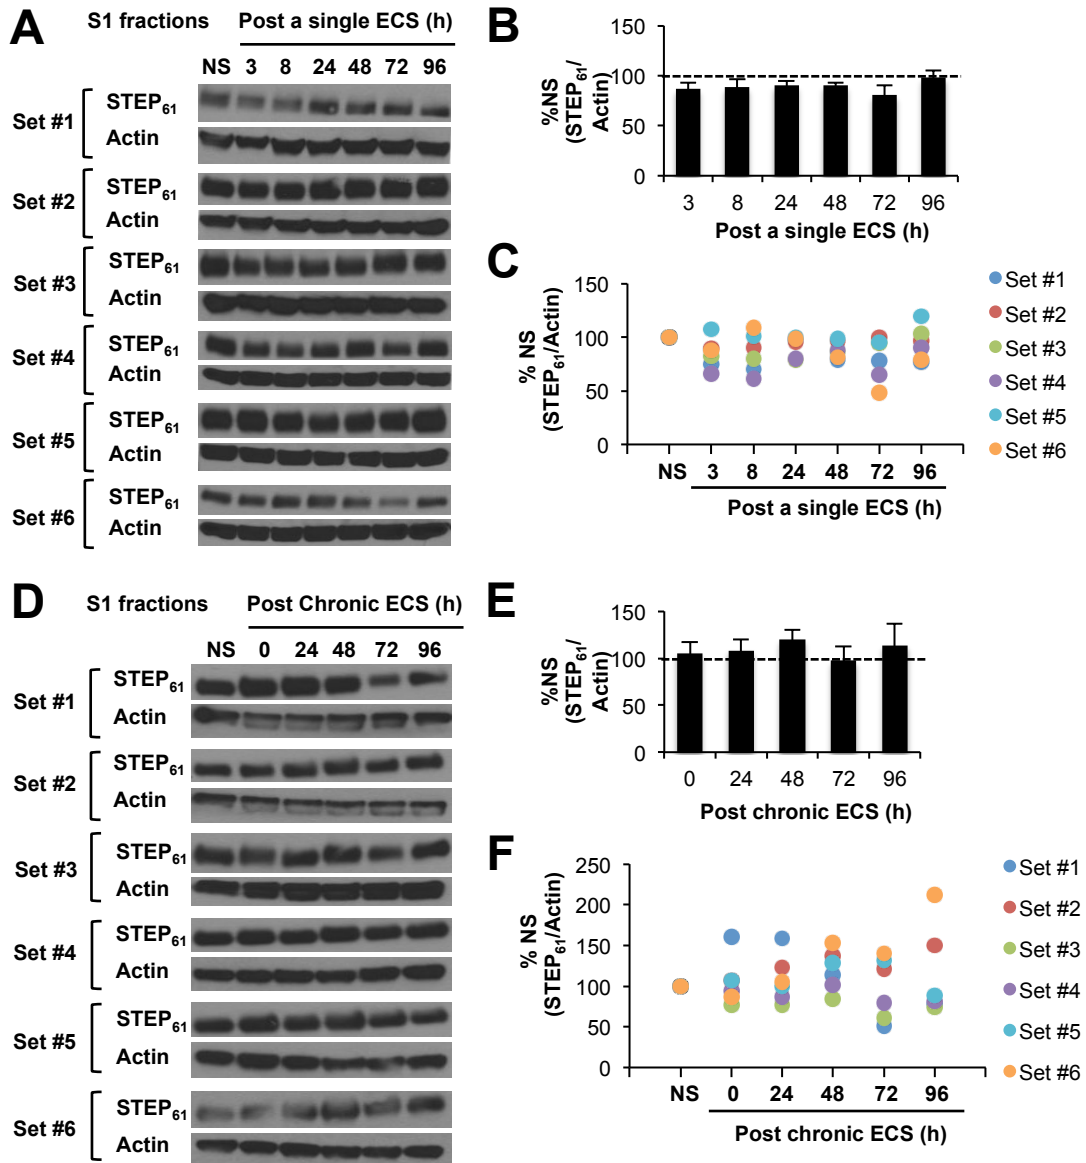 A
S1 fractions
Post a single ECS (h)
NS 3 8 24 48 72 96
Set #1
STEP61
Actin
Set #2
STEP61
Actin
Set #3
STEP61
Actin
Set #4
STEP61
Actin
Set #5
STEP61
Actin
Set #6
STEP61
Actin
B
%NS
(STEP61/
Actin)
150
100
50
0
3 8 24 48 72 96
Post a single ECS (h)
C
% NS
(STEP61/Actin)
150
100
50
0
NS 3 8 24 48 72 96
Post a single ECS (h)
Set #1
Set #2
Set #3
Set #4
Set #5
Set #6
D
S1 fractions
Post Chronic ECS (h)
NS 0 24 48 72 96
Set #1
STEP61
Actin
Set #2
STEP61
Actin
Set #3
STEP61
Actin
Set #4
STEP61
Actin
Set #5
STEP61
Actin
Set #6
STEP61
Actin
E
%NS
(STEP61/
Actin)
150
100
50
0
0 24 48 72 96
Post chronic ECS (h)
F
% NS
(STEP61/Actin)
250
200
150
100
50
0
NS 0 24 48 72 96
Post chronic ECS (h)
Set #1
Set #2
Set #3
Set #4
Set #5
Set #6